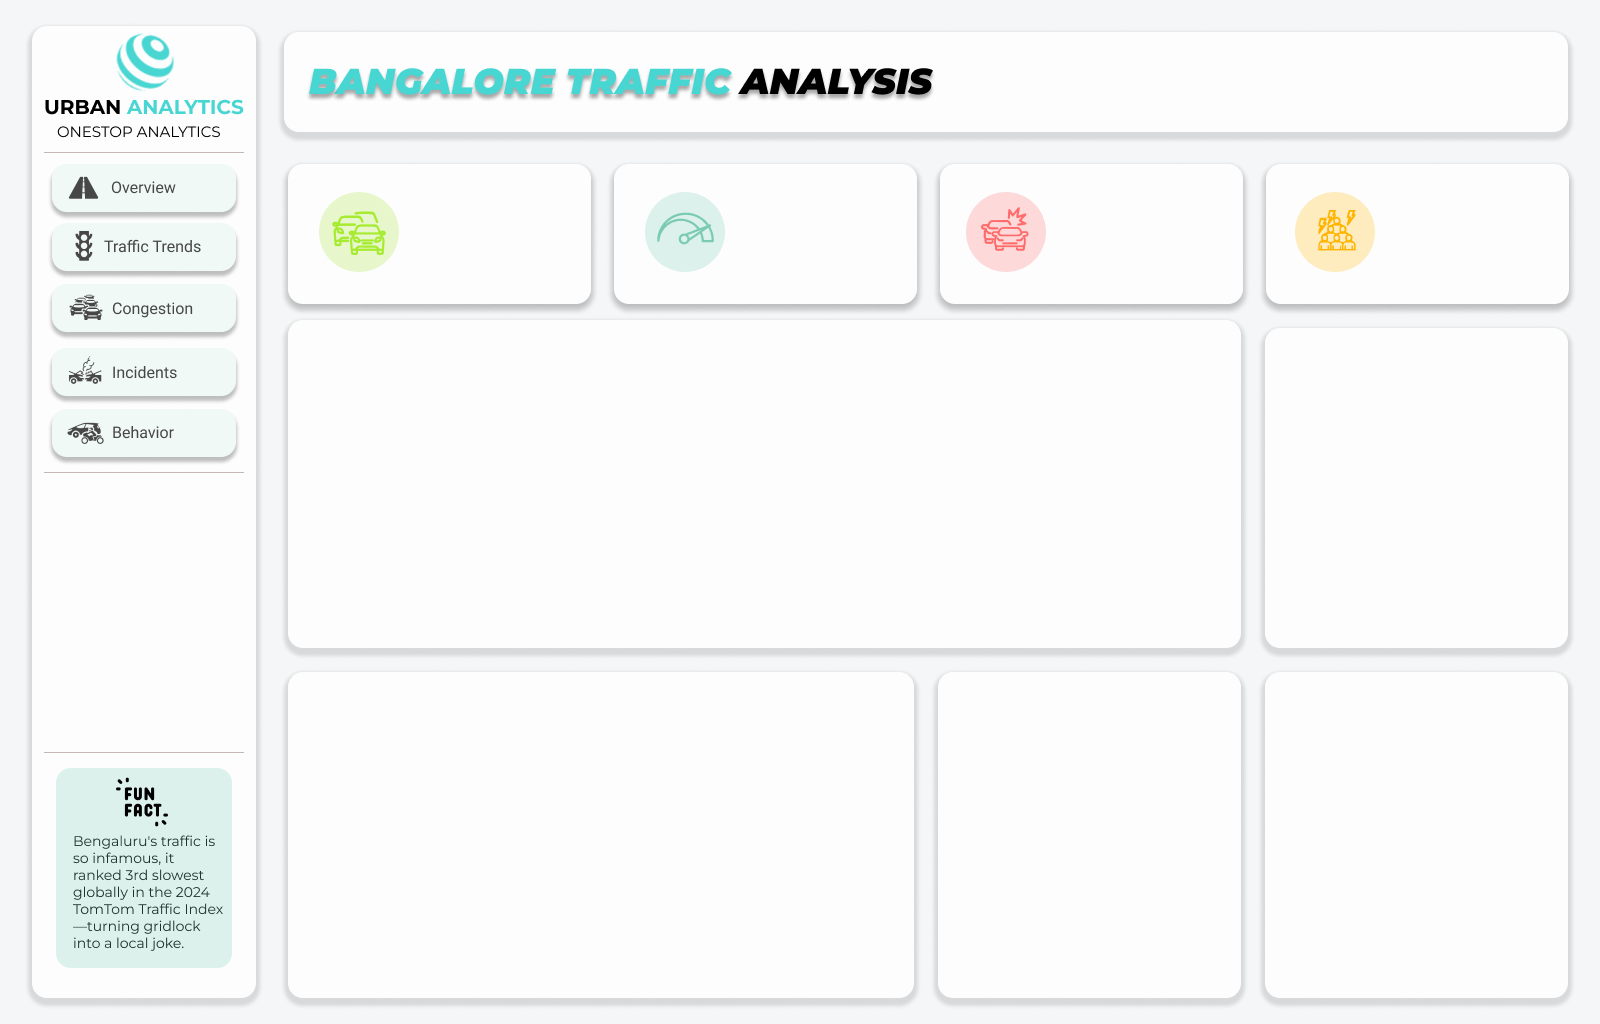 URBAN ANALYTICS
ONESTOP ANALYTICS
Overview
Traffic Trends
Congestion
Incidents
Behavior
FUN
FACT
Bengaluru's traffic is
so infamous, it
ranked 3rd slowest
globally in the 2024
TomTom Traffic Index
—turning gridlock
into a local joke.
BANGALORE TRAFFIC ANALYSIS